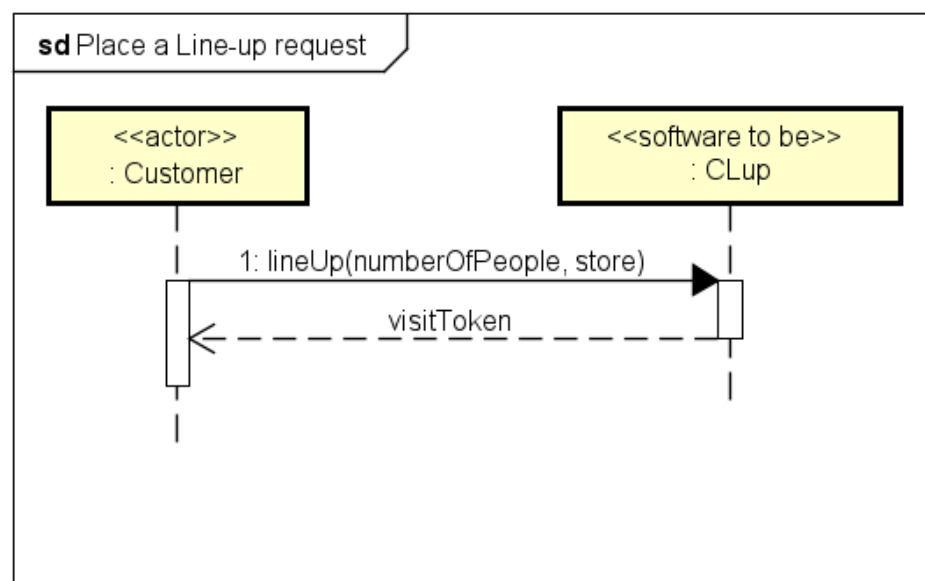 sd Place a Line-up request
<<actor>>
: Customer
<<software to be>>
: CLup
1: lineUp(numberOfPeople, store)
visitToken